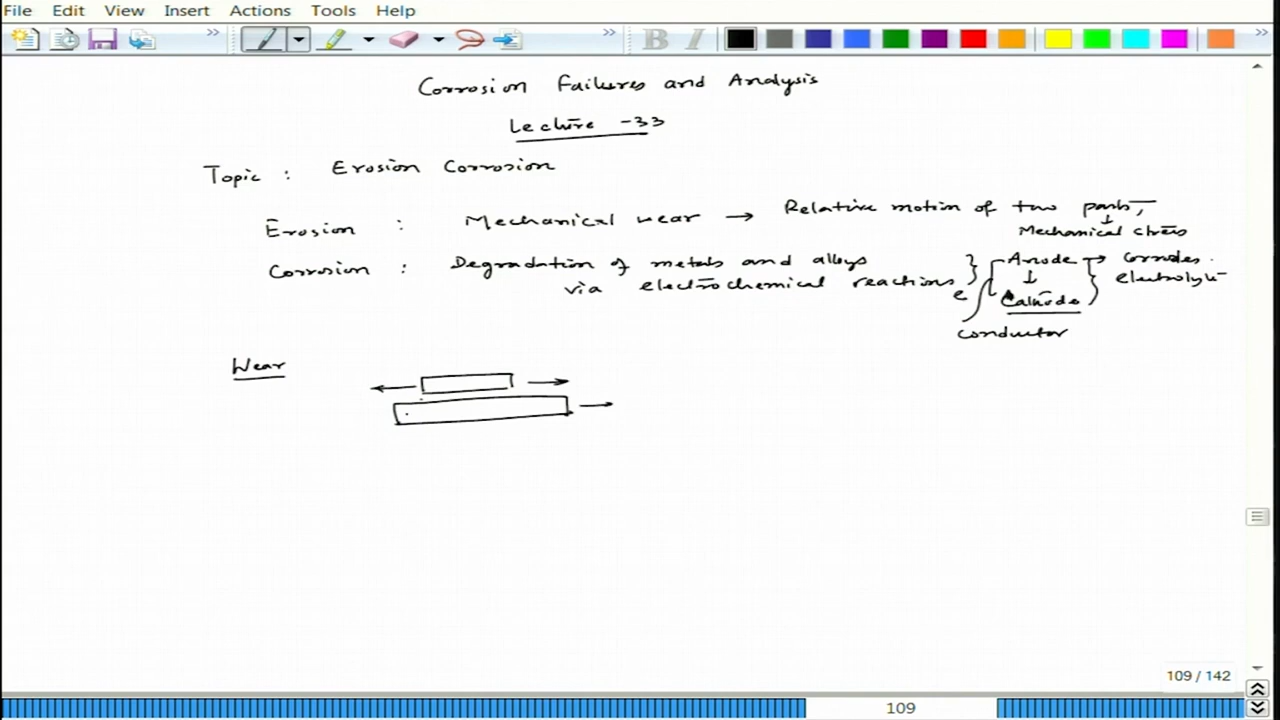 File Edit View Insert Actions Tools Help
B I
Corrosion Failures and Analysis
Lecture -33
Topic : Erosion Corrosion
Erosion : Mechanical wear → Relative motion of two parts,
Mechanical stress
Corrosion : Degradation of metals and alloys
via electrochemical reactions
Anode → Corrodes.
↓ electrolyte
e Cathode
conductor
Wear
109 / 142
109